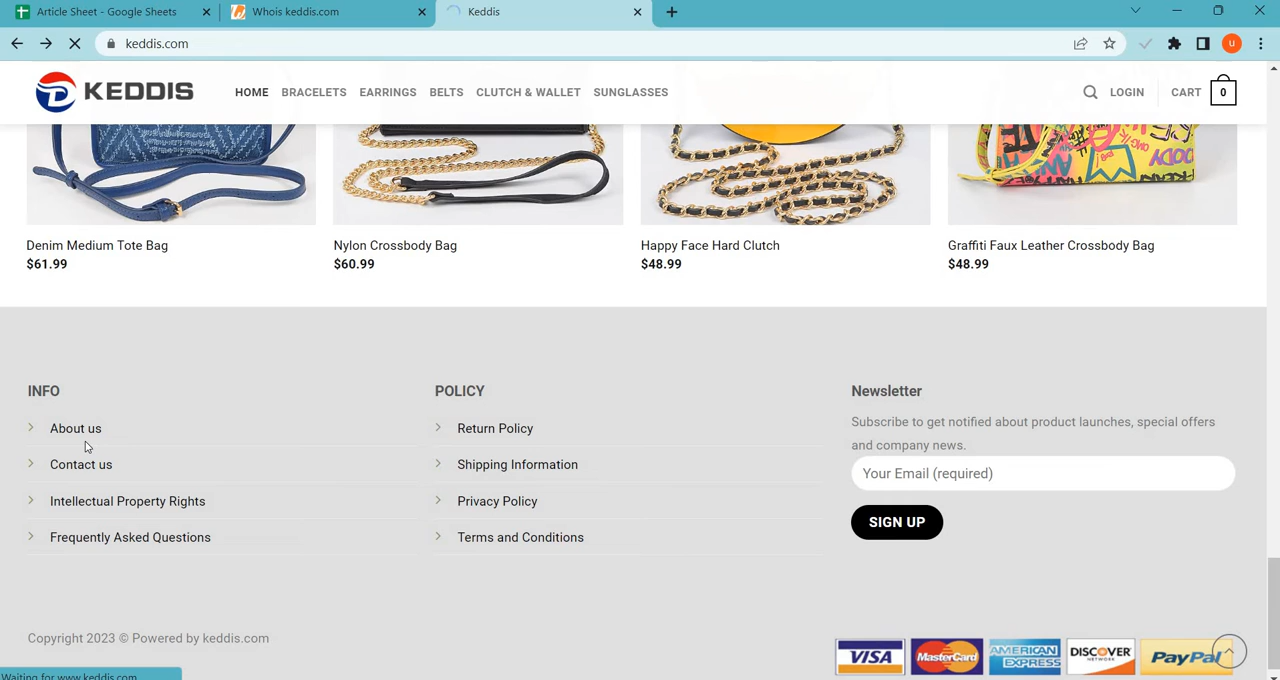 Article Sheet - Google Sheets
Whois keddis.com
Keddis
keddis.com
u
KEDDIS
HOME BRACELETS EARRINGS BELTS CLUTCH & WALLET SUNGLASSES
LOGIN CART 0
Denim Medium Tote Bag
$61.99
Nylon Crossbody Bag
$60.99
Happy Face Hard Clutch
$48.99
Graffiti Faux Leather Crossbody Bag
$48.99
INFO
About us
Contact us
Intellectual Property Rights
Frequently Asked Questions
POLICY
Return Policy
Shipping Information
Privacy Policy
Terms and Conditions
Newsletter
Subscribe to get notified about product launches, special offers
and company news.
Your Email (required)
SIGN UP
Copyright 2023 © Powered by keddis.com
VISA
MasterCard
AMERICAN
EXPRESS
DISCOVER
NETWORK
PayPal
Waiting for www.keddis.com